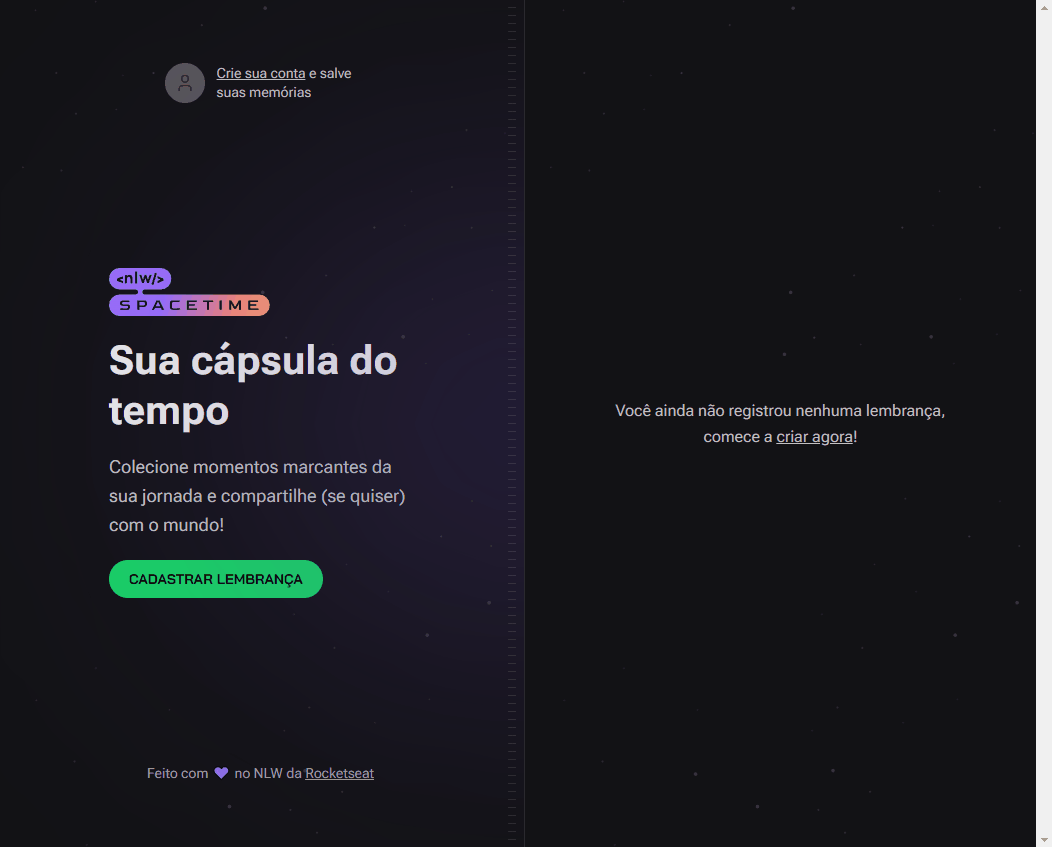 Crie sua conta e salve
suas memórias
<nlw/>
SPACETIME
Sua cápsula do
tempo
Colecione momentos marcantes da
sua jornada e compartilhe (se quiser)
com o mundo!
CADASTRAR LEMBRANÇA
Feito com 💜 no NLW da Rocketseat
Você ainda não registrou nenhuma lembrança,
comece a criar agora!